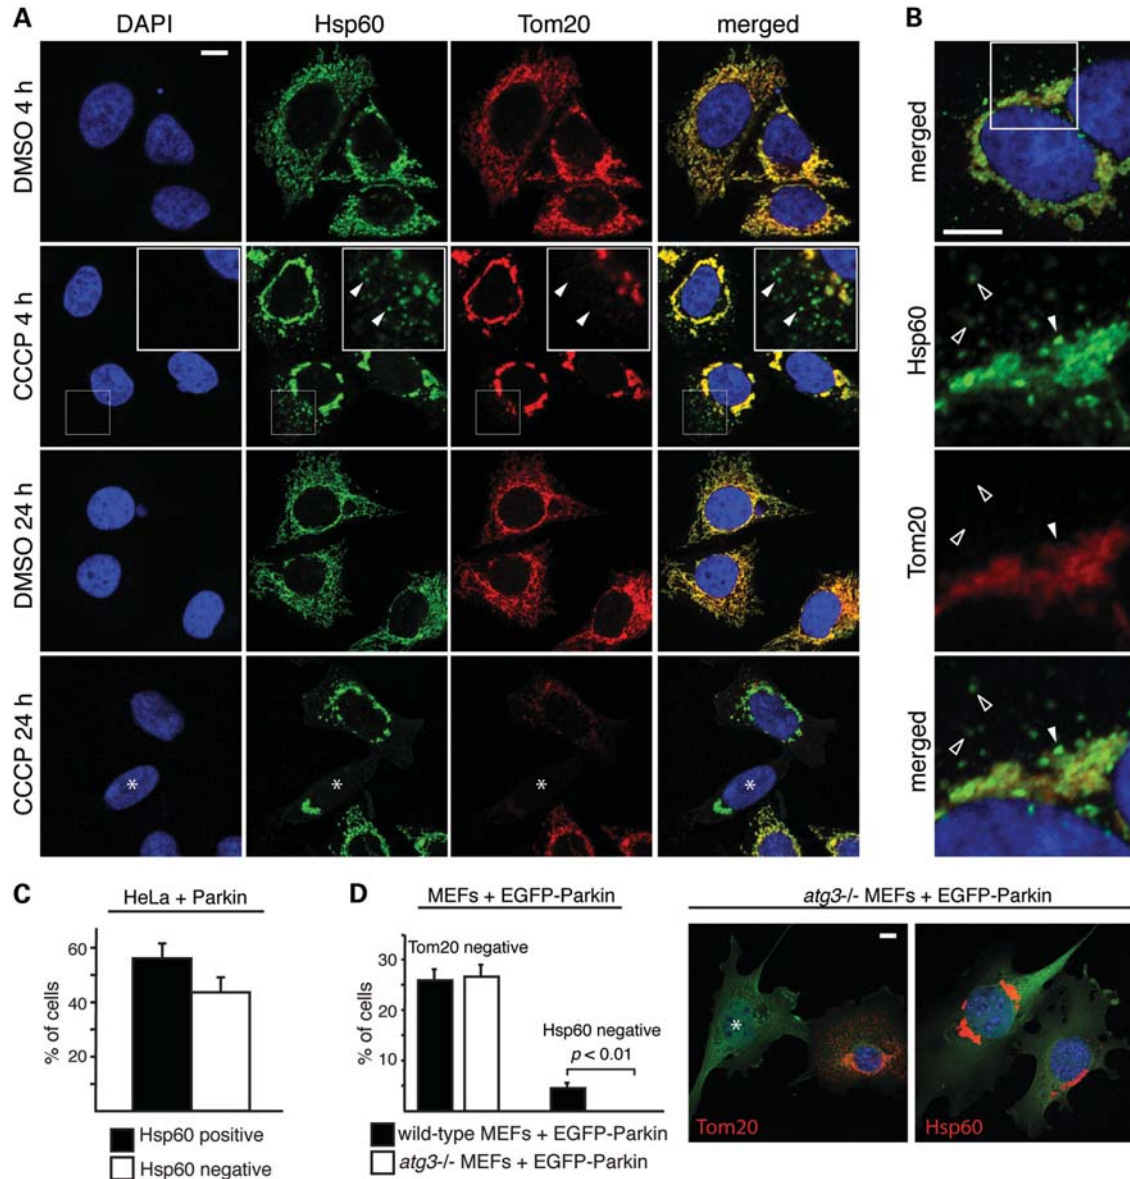 A
DAPI
Hsp60
Tom20
merged
DMSO 4 h
CCCP 4 h
DMSO 24 h
CCCP 24 h
*
*
*
*
B
merged
Hsp60
Tom20
merged
C
HeLa + Parkin
% of cells
60
40
20
Hsp60 positive
Hsp60 negative
D
MEFs + EGFP-Parkin
% of cells
30
20
10
Tom20 negative
Hsp60 negative
p < 0.01
wild-type MEFs + EGFP-Parkin
atg3-/- MEFs + EGFP-Parkin
atg3-/- MEFs + EGFP-Parkin
*
Tom20
Hsp60